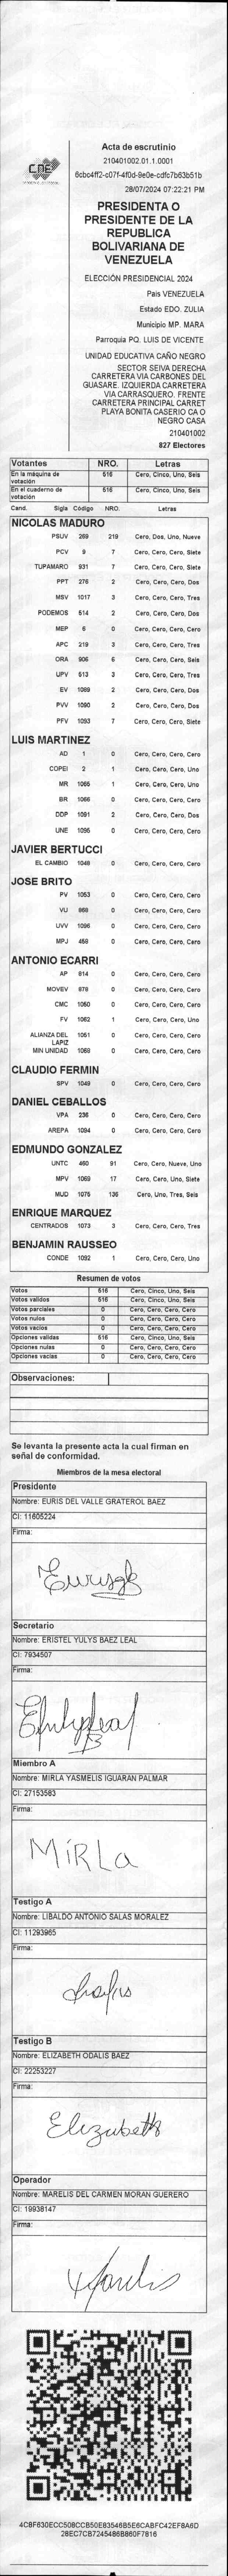 CNE
Acta de escrutinio
210401002.01.1.0001
6cbc4ff2-c07f-4f0d-9e0e-cdfc7b63b51b
28/07/2024 07:22:21 PM
PRESIDENTA O
PRESIDENTE DE LA
REPUBLICA
BOLIVARIANA DE
VENEZUELA
ELECCIÓN PRESIDENCIAL 2024
Pais VENEZUELA
Estado EDO. ZULIA
Municipio MP. MARA
Parroquia PQ. LUIS DE VICENTE
UNIDAD EDUCATIVA CAÑO NEGRO
SECTOR SEIVA DERECHA
CARRETERA VIA CARBONES DEL
GUASARE. IZQUIERDA CARRETERA
VIA CARRASQUERO. FRENTE
CARRETERA PRINCIPAL CARRET
PLAYA BONITA CASERIO CA O
NEGRO CASA
210401002
827 Electores
Votantes NRO. Letras
En la máquina de votación 516 Cero, Cinco, Uno, Seis
En el cuaderno de votación 516 Cero, Cinco, Uno, Seis
Cand. Sigla Código NRO. Letras
NICOLAS MADURO
PSUV 269 219 Cero, Dos, Uno, Nueve
PCV 9 7 Cero, Cero, Cero, Siete
TUPAMARO 931 7 Cero, Cero, Cero, Siete
PPT 276 2 Cero, Cero, Cero, Dos
MSV 1017 3 Cero, Cero, Cero, Tres
PODEMOS 514 2 Cero, Cero, Cero, Dos
MEP 6 0 Cero, Cero, Cero, Cero
APC 219 3 Cero, Cero, Cero, Tres
ORA 906 6 Cero, Cero, Cero, Seis
UPV 513 3 Cero, Cero, Cero, Tres
EV 1089 2 Cero, Cero, Cero, Dos
PVV 1090 2 Cero, Cero, Cero, Dos
PFV 1093 7 Cero, Cero, Cero, Siete
LUIS MARTINEZ
AD 1 0 Cero, Cero, Cero, Cero
COPEI 2 1 Cero, Cero, Cero, Uno
MR 1065 1 Cero, Cero, Cero, Uno
BR 1066 0 Cero, Cero, Cero, Cero
DDP 1091 2 Cero, Cero, Cero, Dos
UNE 1095 0 Cero, Cero, Cero, Cero
JAVIER BERTUCCI
EL CAMBIO 1048 0 Cero, Cero, Cero, Cero
JOSE BRITO
PV 1053 0 Cero, Cero, Cero, Cero
VU 868 0 Cero, Cero, Cero, Cero
UVV 1096 0 Cero, Cero, Cero, Cero
MPJ 459 0 Cero, Cero, Cero, Cero
ANTONIO ECARRI
AP 814 0 Cero, Cero, Cero, Cero
MOVEV 878 0 Cero, Cero, Cero, Cero
CMC 1050 0 Cero, Cero, Cero, Cero
FV 1062 1 Cero, Cero, Cero, Uno
ALIANZA DEL LAPIZ 1051 0 Cero, Cero, Cero, Cero
MIN UNIDAD 1058 0 Cero, Cero, Cero, Cero
CLAUDIO FERMIN
SPV 1049 0 Cero, Cero, Cero, Cero
DANIEL CEBALLOS
VPA 236 0 Cero, Cero, Cero, Cero
AREPA 1094 0 Cero, Cero, Cero, Cero
EDMUNDO GONZALEZ
UNTC 460 91 Cero, Cero, Nueve, Uno
MPV 1069 17 Cero, Cero, Uno, Siete
MUD 1075 136 Cero, Uno, Tres, Seis
ENRIQUE MARQUEZ
CENTRADOS 1073 3 Cero, Cero, Cero, Tres
BENJAMIN RAUSSEO
CONDE 1092 1 Cero, Cero, Cero, Uno
Resumen de votos
Votos 516 Cero, Cinco, Uno, Seis
Votos validos 516 Cero, Cinco, Uno, Seis
Votos parciales 0 Cero, Cero, Cero, Cero
Votos nulos 0 Cero, Cero, Cero, Cero
Votos vacios 0 Cero, Cero, Cero, Cero
Opciones validas 516 Cero, Cinco, Uno, Seis
Opciones nulas 0 Cero, Cero, Cero, Cero
Opciones vacias 0 Cero, Cero, Cero, Cero
Observaciones:
Se levanta la presente acta la cual firman en
señal de conformidad.
Miembros de la mesa electoral
Presidente
Nombre: EURIS DEL VALLE GRATEROL BAEZ
CI: 11605224
Firma:
Secretario
Nombre: ERISTEL YULYS BAEZ LEAL
CI: 7934507
Firma:
Miembro A
Nombre: MIRLA YASMELIS IGUARAN PALMAR
CI: 27153583
Firma:
MírLa
Testigo A
Nombre: LIBALDO ANTONIO SALAS MORALEZ
CI: 11293965
Firma:
Testigo B
Nombre: ELIZABETH ODALIS BAEZ
CI: 22253227
Firma:
Elizabeth
Operador
Nombre: MARELIS DEL CARMEN MORAN GUERERO
CI: 19938147
Firma:
4CBF630ECC508CCB50E83546B5E6CABFC42EF8A6D
28EC7CB7245486B860F7816